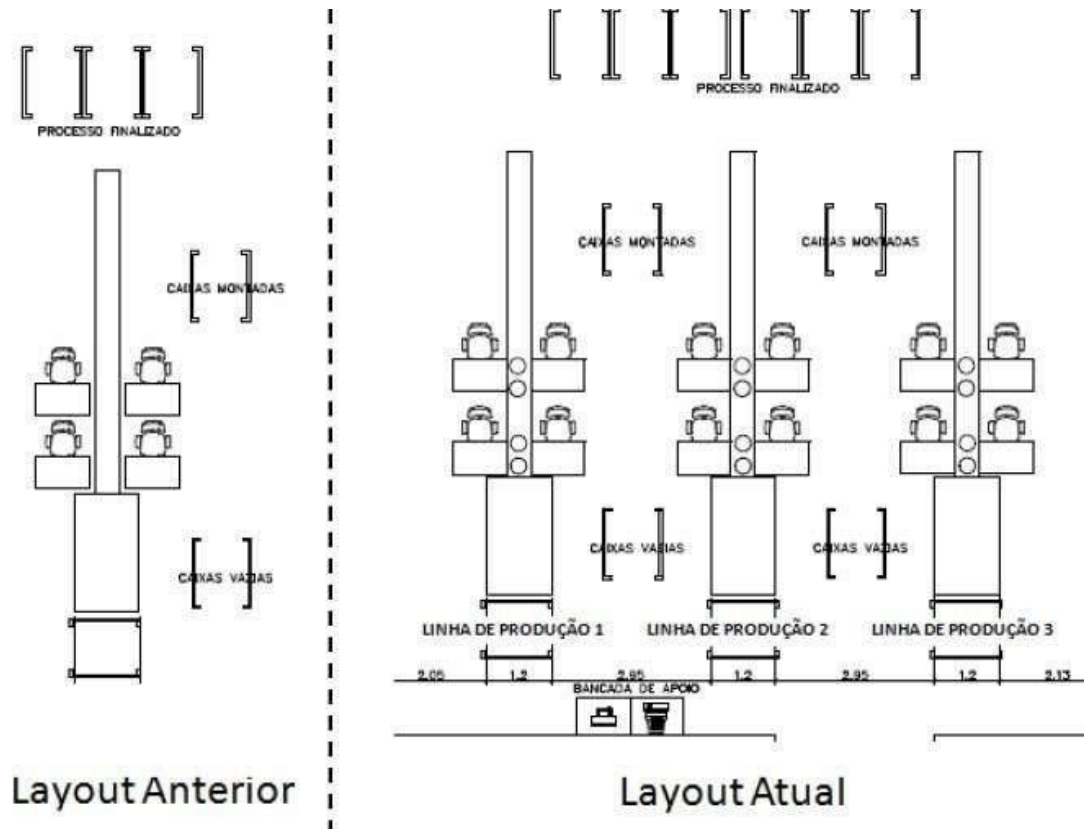 PROCESSO FINALIZADO
CAIXAS MONTADAS
CAIXAS VAZIAS
Layout Anterior
PROCESSO FINALIZADO
CAIXAS MONTADAS CAIXAS MONTADAS
CAIXAS VASIAS CAIXAS VASIAS
LINHA DE PRODUÇÃO 1 LINHA DE PRODUÇÃO 2 LINHA DE PRODUÇÃO 3
2.05 1.2 2.95 1.2 2.95 1.2 2.13
BANCADA DE APOIO
Layout Atual